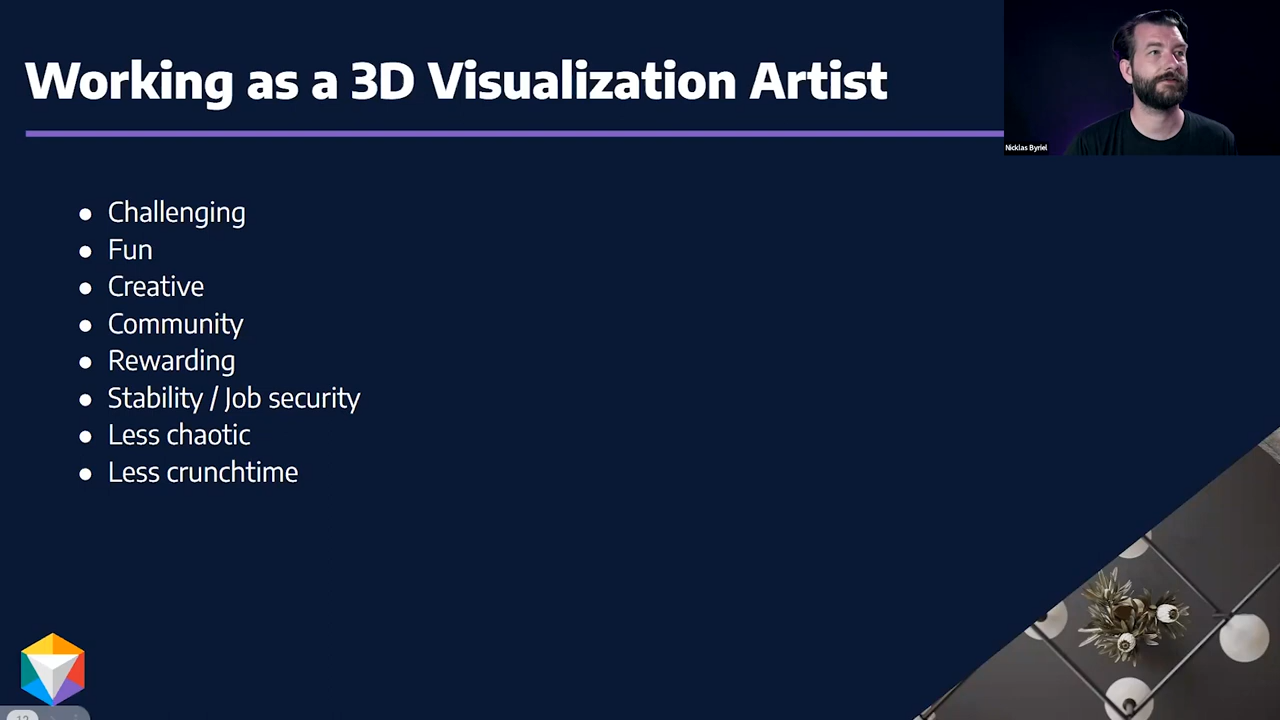 Working as a 3D Visualization Artist
Nicklas Byriel
● Challenging
● Fun
● Creative
● Community
● Rewarding
● Stability / Job security
● Less chaotic
● Less crunchtime
12